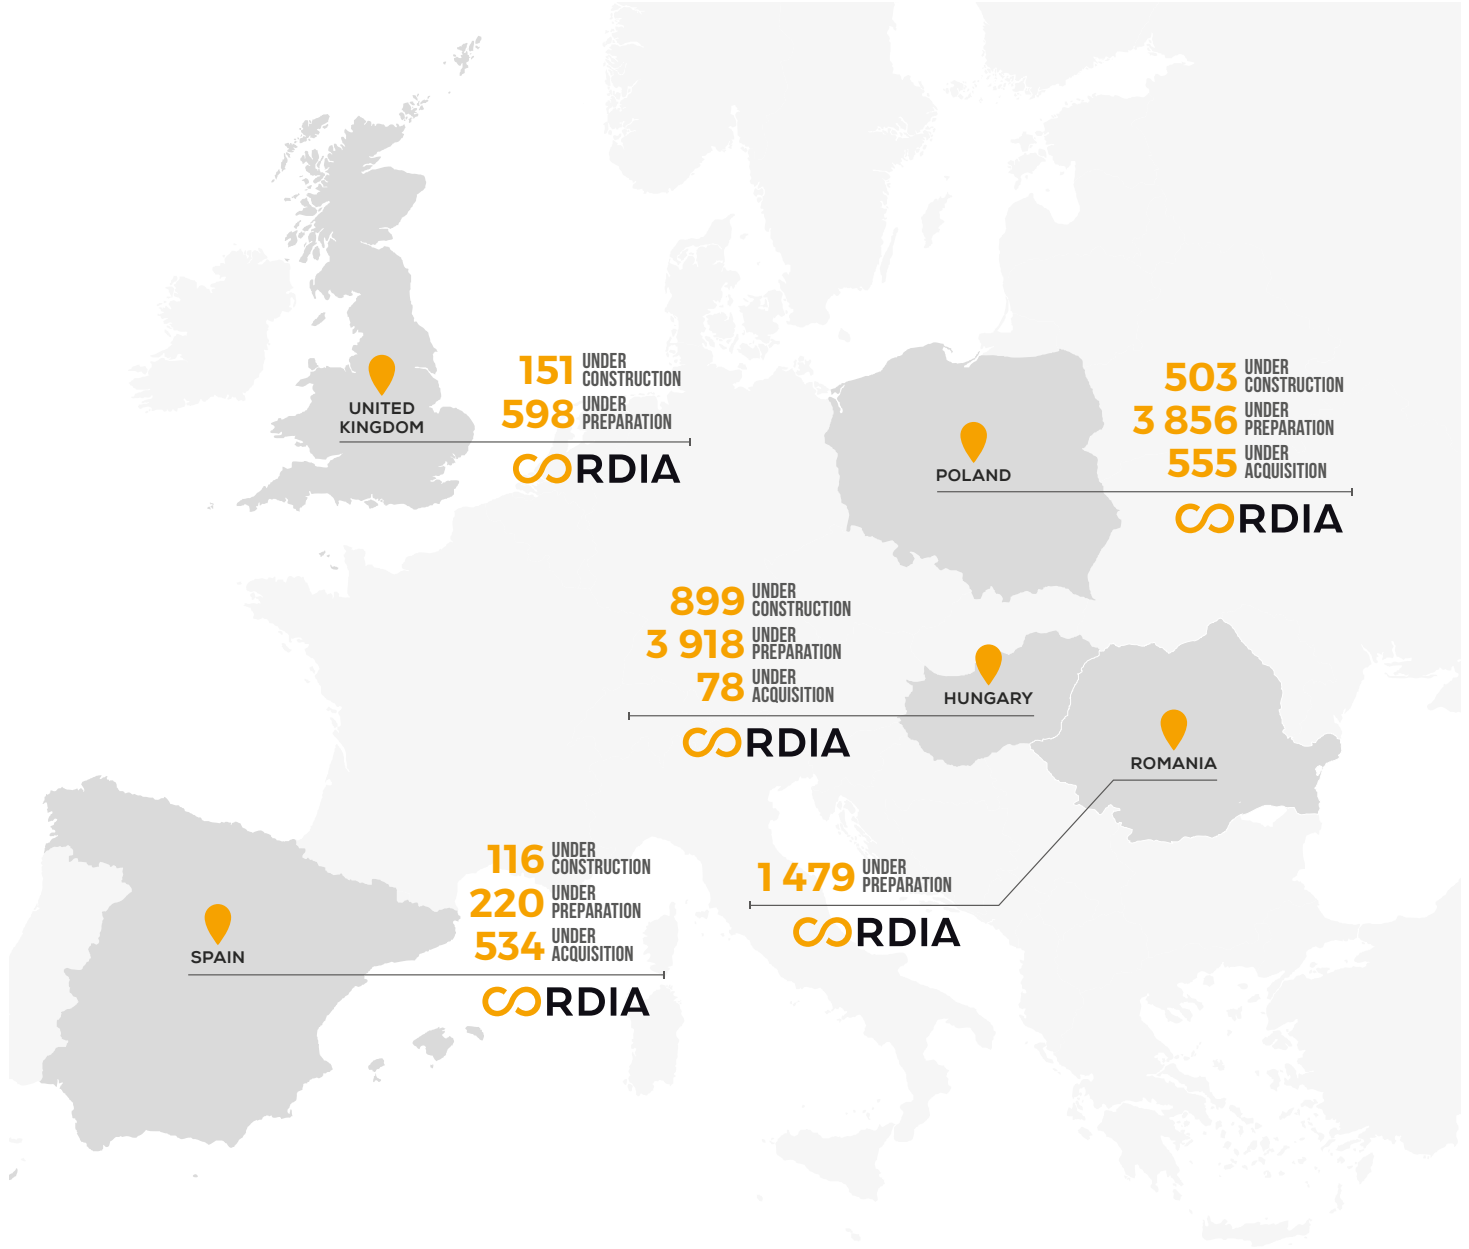 151 UNDER
CONSTRUCTION
598 UNDER
PREPARATION
UNITED
KINGDOM
CORDIA
503 UNDER
CONSTRUCTION
3 856 UNDER
PREPARATION
555 UNDER
ACQUISITION
POLAND
CORDIA
899 UNDER
CONSTRUCTION
3 918 UNDER
PREPARATION
78 UNDER
ACQUISITION
HUNGARY
CORDIA
ROMANIA
1 479 UNDER
PREPARATION
CORDIA
116 UNDER
CONSTRUCTION
220 UNDER
PREPARATION
534 UNDER
ACQUISITION
SPAIN
CORDIA